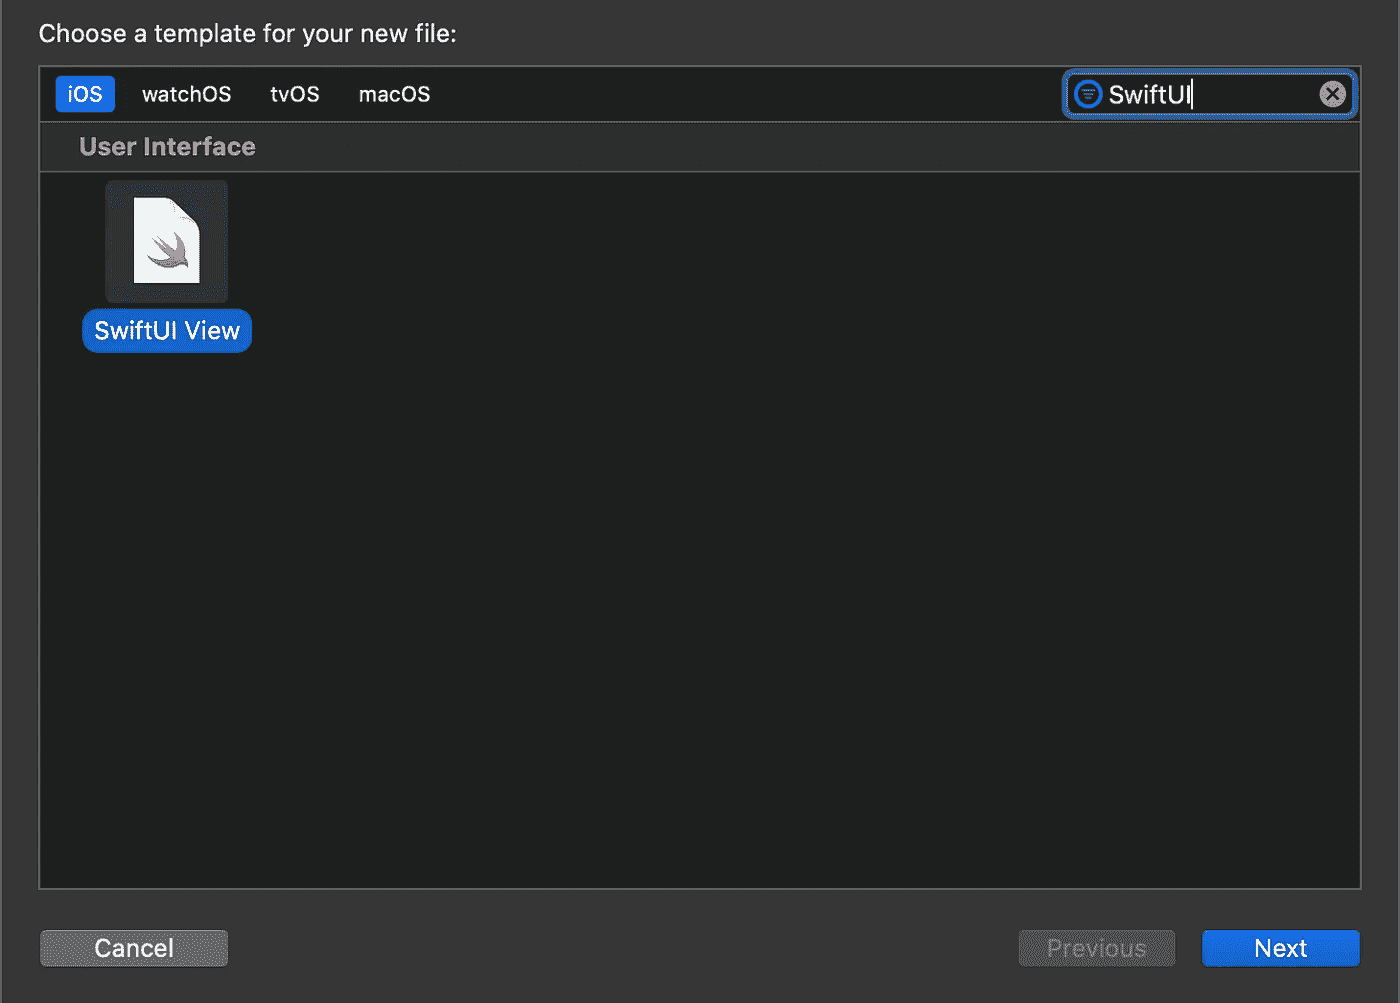 Choose a template for your new file:
iOS watchOS tvOS macOS SwiftUI
User Interface
SwiftUI View
Cancel Previous Next